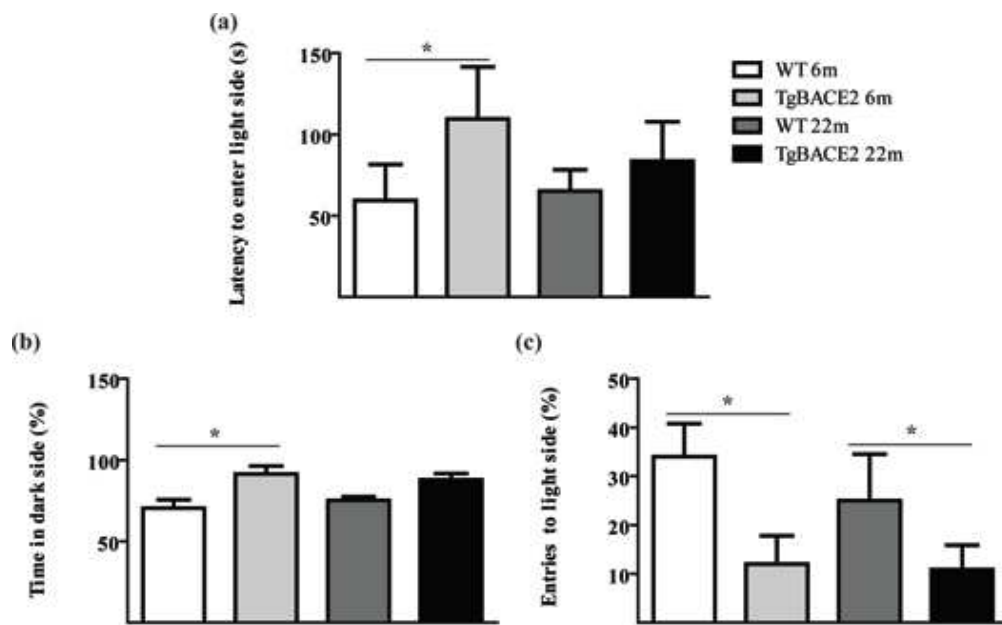 (a)
Latency to enter light side (s)
150
100
50
*
WT 6m
TgBACE2 6m
WT 22m
TgBACE2 22m
(b)
Time in dark side (%)
150
100
50
*
(c)
Entries to light side (%)
50
40
30
20
10
*
*